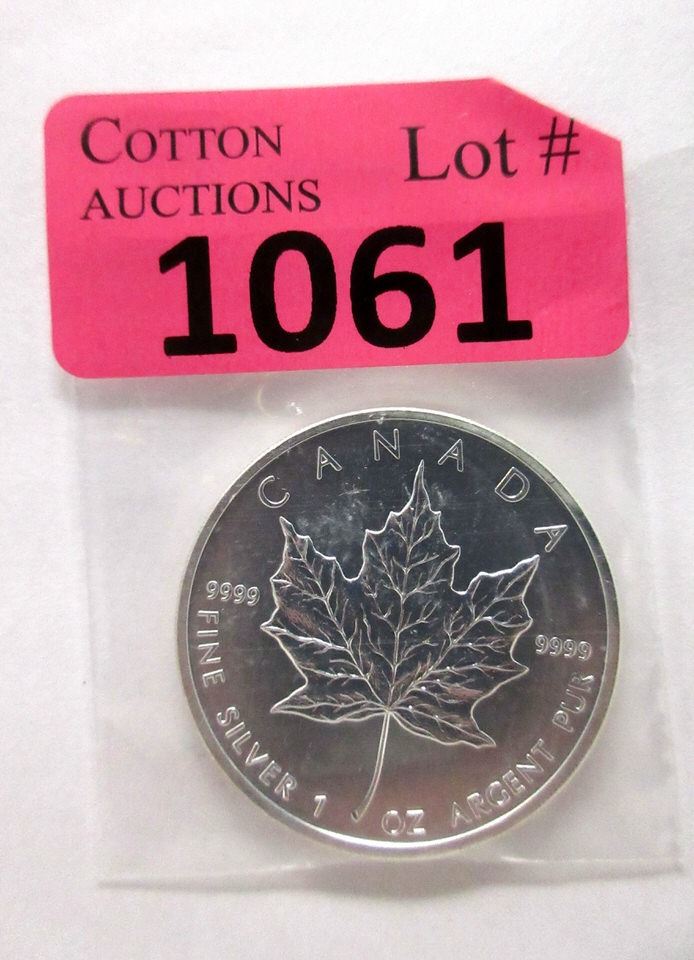 COTTON
AUCTIONS
Lot #
1061
CANADA
9999
9999
FINE SILVER 1 OZ ARGENT PUR